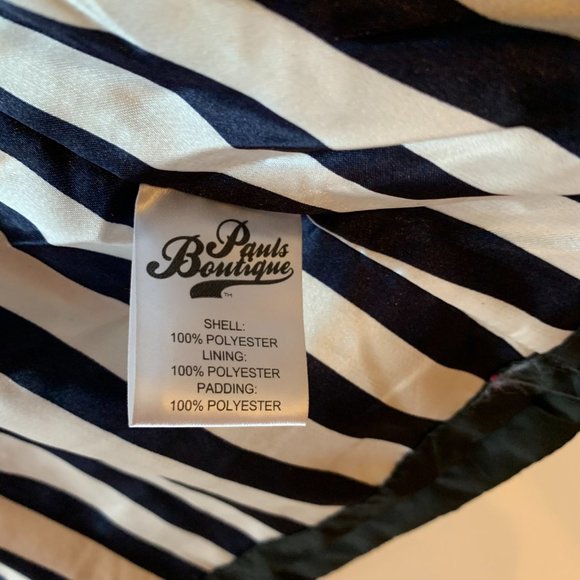 Pauls
Boutique
TM
SHELL:
100% POLYESTER
LINING:
100% POLYESTER
PADDING:
100% POLYESTER